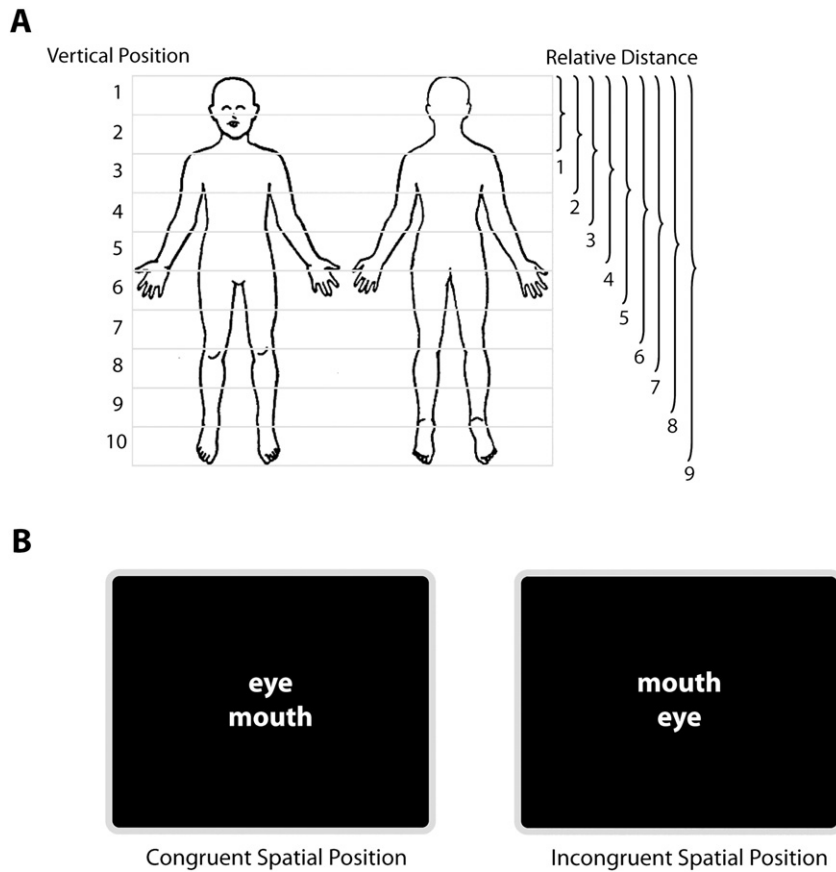 A
Vertical Position
Relative Distance
1
2
3
4
5
6
7
8
9
10
1
2
3
4
5
6
7
8
9
B
eye
mouth
mouth
eye
Congruent Spatial Position
Incongruent Spatial Position